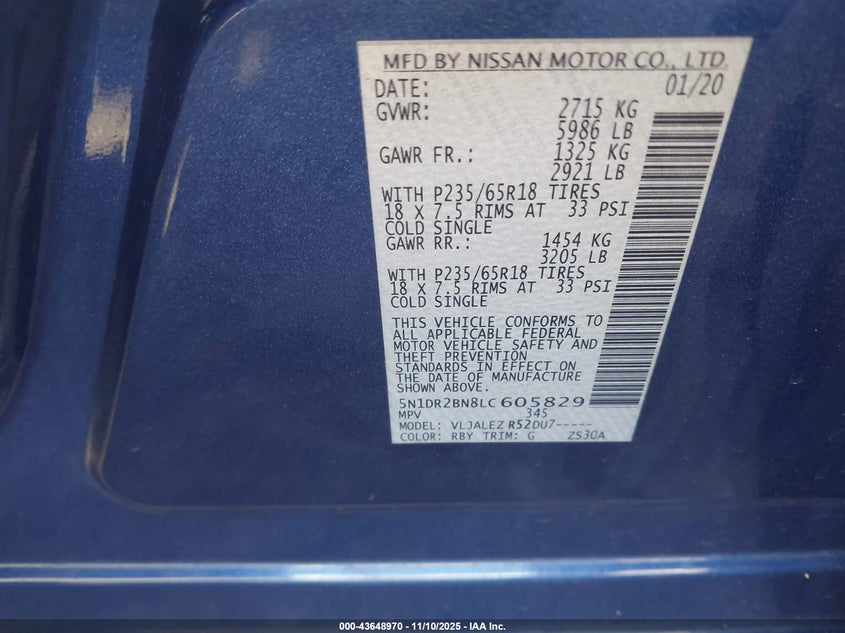 MFD BY NISSAN MOTOR CO., LTD.
DATE: 01/20
GVWR: 2715 KG
5986 LB
GAWR FR.: 1325 KG
2921 LB
WITH P235/65R18 TIRES
18 X 7.5 RIMS AT 33 PSI
COLD SINGLE
GAWR RR.: 1454 KG
3205 LB
WITH P235/65R18 TIRES
18 X 7.5 RIMS AT 33 PSI
COLD SINGLE
THIS VEHICLE CONFORMS TO
ALL APPLICABLE FEDERAL
MOTOR VEHICLE SAFETY AND
THEFT PREVENTION
STANDARDS IN EFFECT ON
THE DATE OF MANUFACTURE
SHOWN ABOVE.
5N1DR2BN8LC605829
MPV 345
MODEL: VLJALEZ R52DU7-----
COLOR: RBY TRIM: G ZS30A
000-43648970 - 11/10/2025 - IAA Inc.